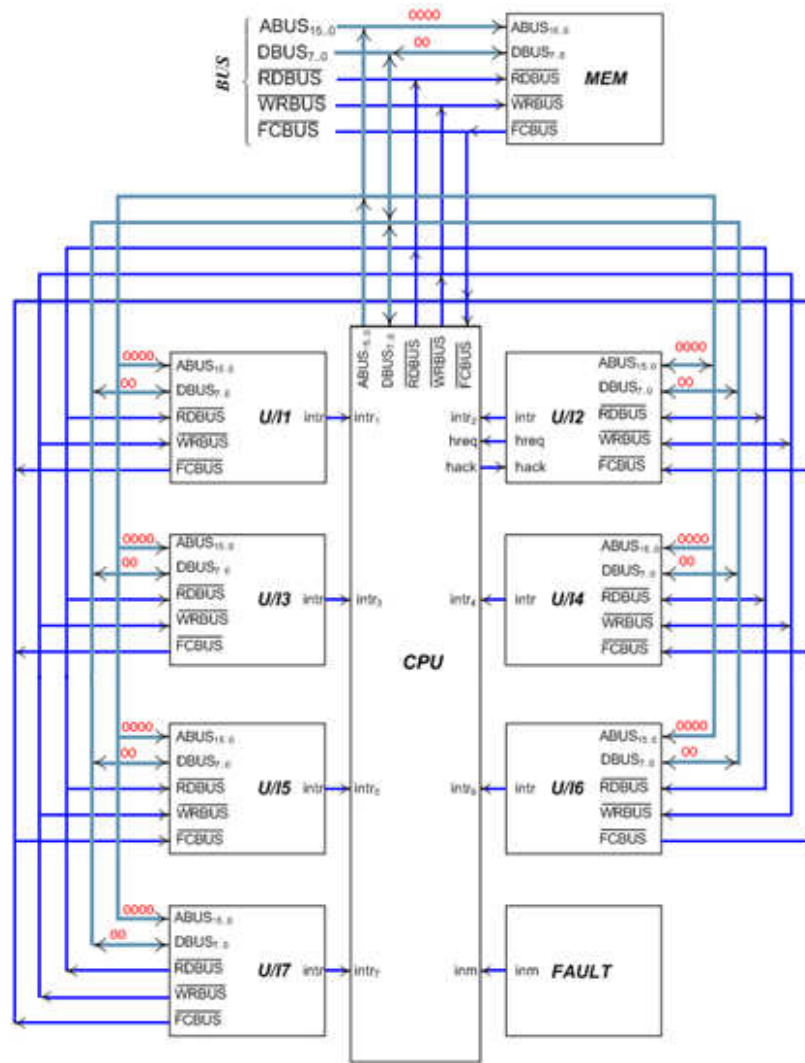 BUS
ABUS15..0
DBUS7..0
RDBUS
WRBUS
FCBUS
0000
00
ABUS15..0
DBUS7..0
RDBUS
WRBUS
FCBUS
MEM
ABUS15..0
DBUS7..0
RDBUS
WRBUS
FCBUS
CPU
0000
00
ABUS15..0
DBUS7..0
RDBUS
WRBUS
FCBUS
U/I1
intr
intr1
intr2
hreq
hack
intr
hreq
hack
U/I2
ABUS15..0
DBUS7..0
RDBUS
WRBUS
FCBUS
0000
00
0000
00
ABUS15..0
DBUS7..0
RDBUS
WRBUS
FCBUS
U/I3
intr
intr3
intr4
intr
U/I4
ABUS15..0
DBUS7..0
RDBUS
WRBUS
FCBUS
0000
00
0000
00
ABUS15..0
DBUS7..0
RDBUS
WRBUS
FCBUS
U/I5
intr
intr5
intr6
intr
U/I6
ABUS15..0
DBUS7..0
RDBUS
WRBUS
FCBUS
0000
00
0000
00
ABUS15..0
DBUS7..0
RDBUS
WRBUS
FCBUS
U/I7
intr
intr7
inm
inm
FAULT